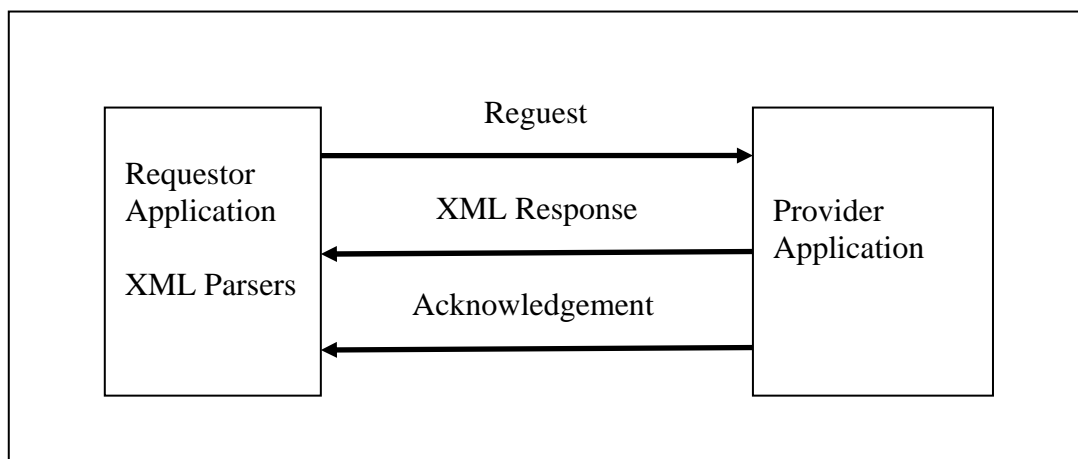 Reguest
Requestor
Application
XML Parsers
XML Response
Acknowledgement
Provider
Application